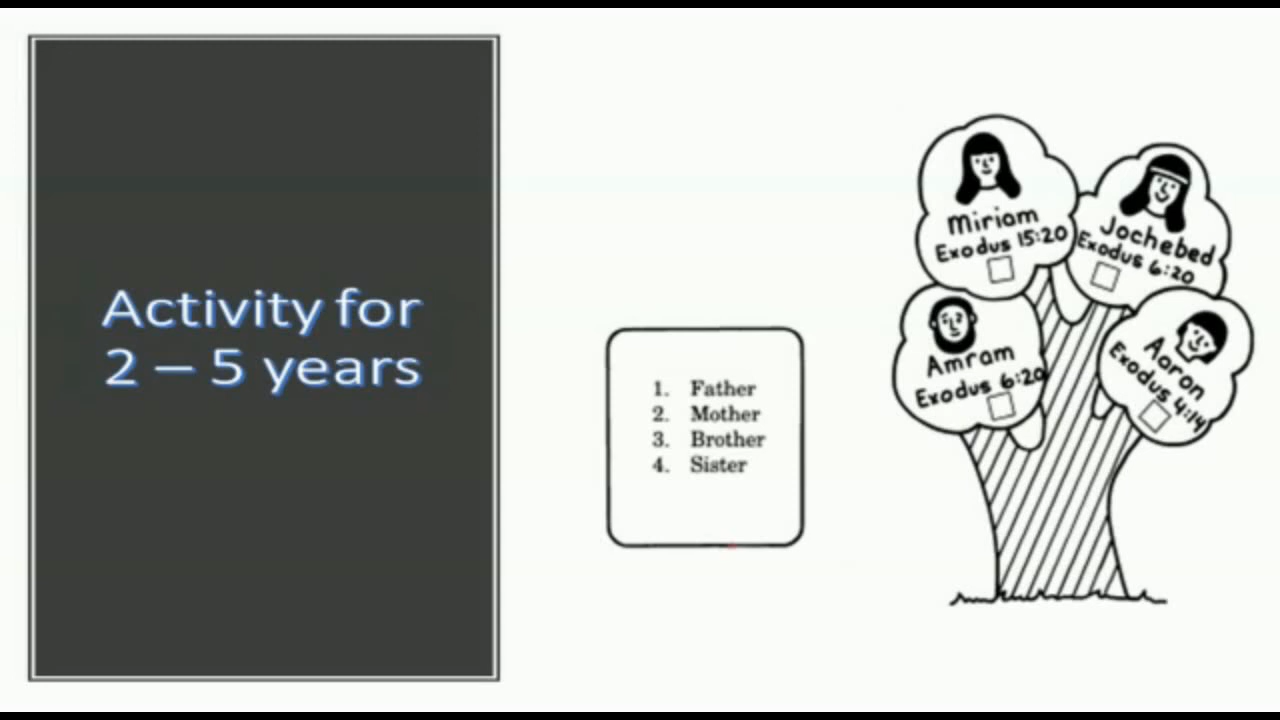 Activity for
2 – 5 years
1. Father
2. Mother
3. Brother
4. Sister
Miriam
Exodus 15:20
Jochebed
Exodus 6:20
Amram
Exodus 6:20
Aaron
Exodus 4:14